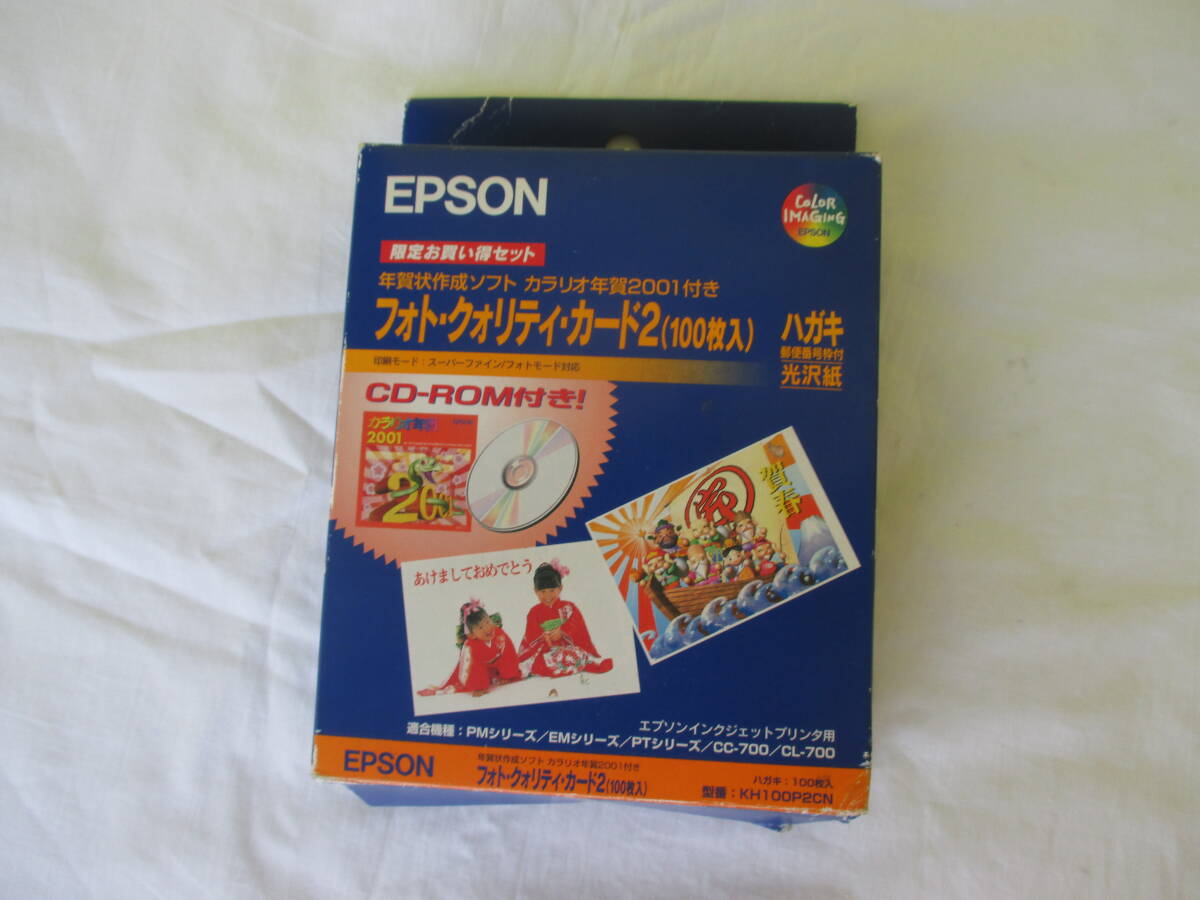 EPSON
COLOR
IMAGING
EPSON
限定お買い得セット
年賀状作成ソフト カラリオ年賀2001付き
フォト・クォリティ・カード2(100枚入)
ハガキ
郵便番号枠付
光沢紙
印刷モード：スーパーファイン/フォトモード対応
CD-ROM付き!
カラリオ年賀
2001
EPSON
2001
賀春
あけましておめでとう
エプソンインクジェットプリンタ用
適合機種：PMシリーズ／EMシリーズ／PTシリーズ／CC-700／CL-700
EPSON
年賀状作成ソフト カラリオ年賀2001付き
フォト・クォリティ・カード2(100枚入)
ハガキ：100枚入
型番：KH100P2CN